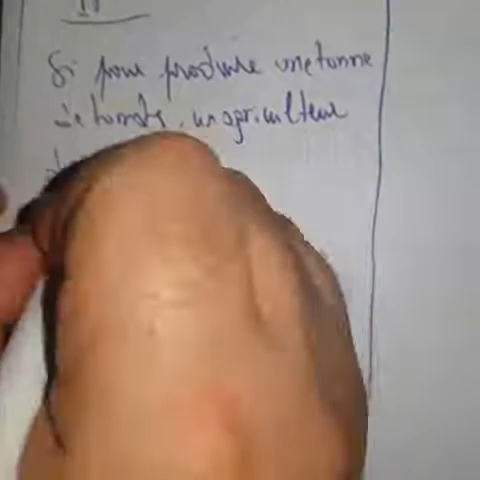 Si pour produire une tonne
de tomate, un agriculteur